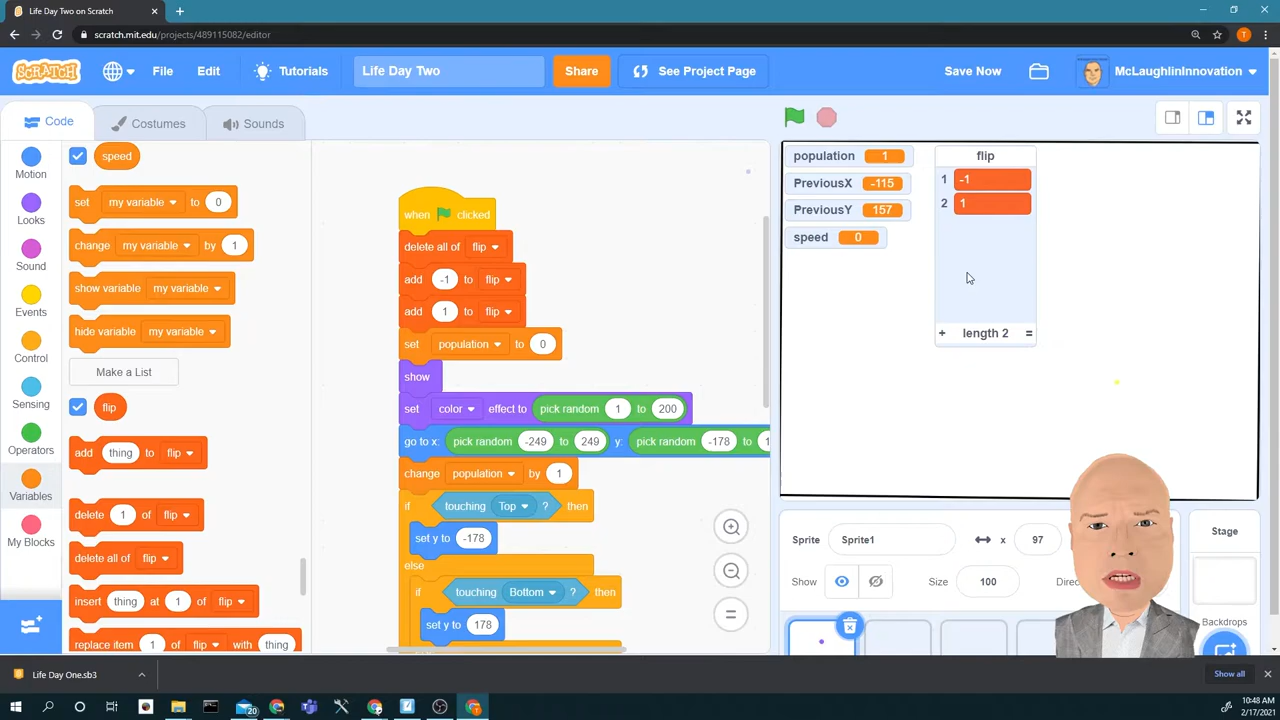 Life Day Two on Scratch
scratch.mit.edu/projects/489115082/editor
T
SCRATCH
File
Edit
Tutorials
Life Day Two
Share
See Project Page
Save Now
McLaughlinInnovation
Code
Costumes
Sounds
Motion
Looks
Sound
Events
Control
Sensing
Operators
Variables
My Blocks
speed
set my variable to 0
change my variable by 1
show variable my variable
hide variable my variable
Make a List
flip
add thing to flip
delete 1 of flip
delete all of flip
insert thing at 1 of flip
replace item 1 of flip with thing
when clicked
delete all of flip
add -1 to flip
add 1 to flip
set population to 0
show
set color effect to pick random 1 to 200
go to x: pick random -249 to 249 y: pick random -178 to 1
change population by 1
if touching Top ? then
set y to -178
else
if touching Bottom ? then
set y to 178
population 1
PreviousX -115
PreviousY 157
speed 0
flip
1 -1
2 1
+ length 2 =
Sprite Sprite1 x 97
Show Size 100 Direc
Stage
Backdrops
Life Day One.sb3
Show all
20
10:48 AM
2/17/2021